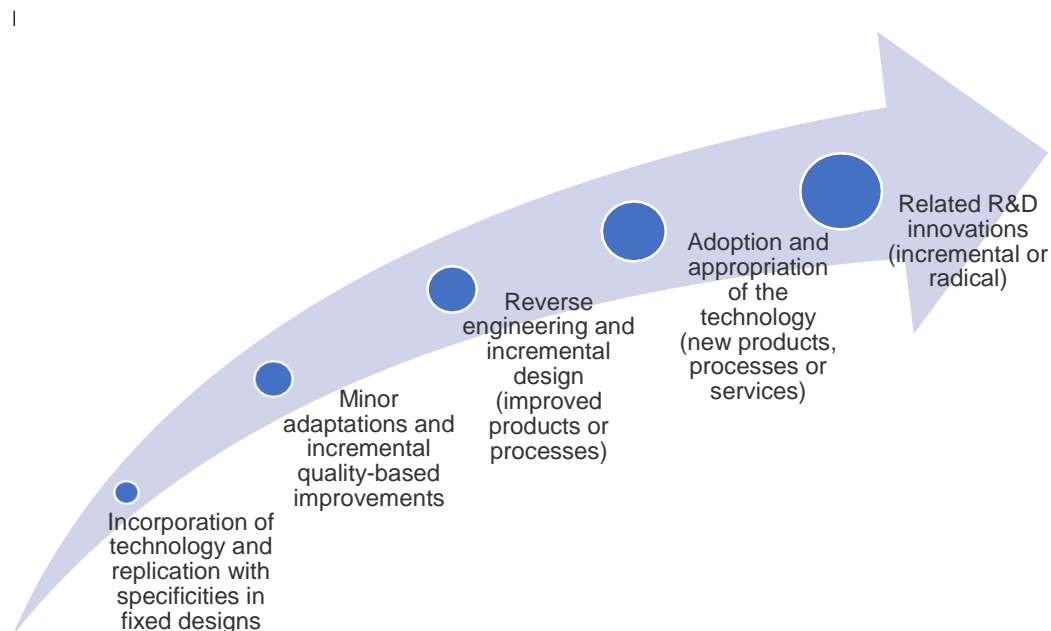 Incorporation of
technology and
replication with
specificities in
fixed designs
Minor
adaptations and
incremental
quality-based
improvements
Reverse
engineering and
incremental
design
(improved
products or
processes)
Adoption and
appropriation
of the
technology
(new products,
processes or
services)
Related R&D
innovations
(incremental or
radical)